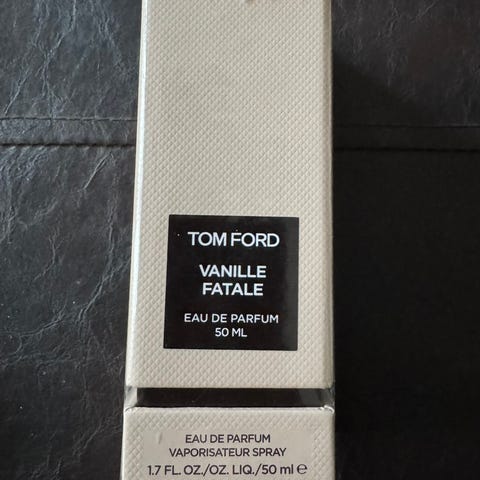 TOM FORD
VANILLE
FATALE
EAU DE PARFUM
50 ML
EAU DE PARFUM
VAPORISATEUR SPRAY
1.7 FL. OZ./OZ. LIQ./50 ml ℮